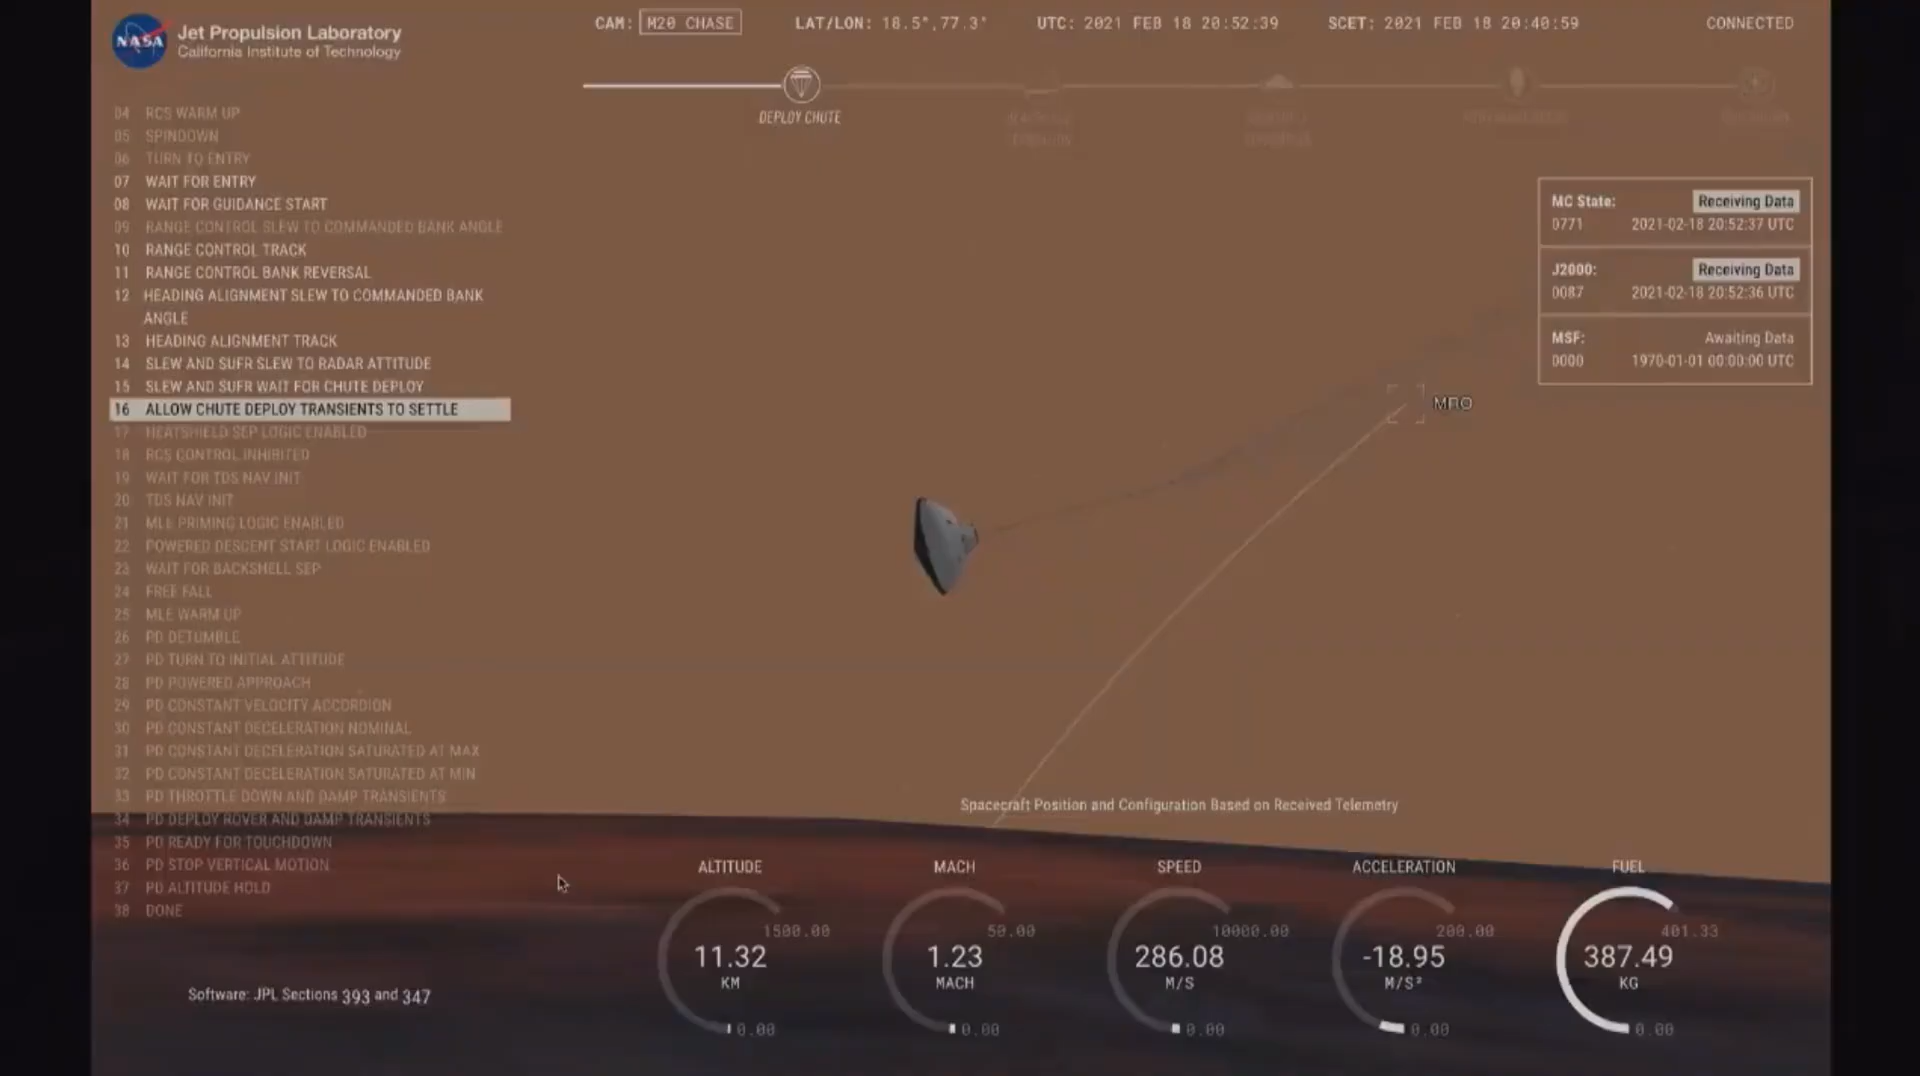 NASA
Jet Propulsion Laboratory
California Institute of Technology
CAM: M20 CHASE
LAT/LON: 18.5°,77.3°
UTC: 2021 FEB 18 20:52:39
SCET: 2021 FEB 18 20:40:59
CONNECTED
DEPLOY CHUTE
04 RCS WARM UP
05 SPINDOWN
06 TURN TO ENTRY
07 WAIT FOR ENTRY
08 WAIT FOR GUIDANCE START
09 RANGE CONTROL SLEW TO COMMANDED BANK ANGLE
10 RANGE CONTROL TRACK
11 RANGE CONTROL BANK REVERSAL
12 HEADING ALIGNMENT SLEW TO COMMANDED BANK
ANGLE
13 HEADING ALIGNMENT TRACK
14 SLEW AND SUFR SLEW TO RADAR ATTITUDE
15 SLEW AND SUFR WAIT FOR CHUTE DEPLOY
16 ALLOW CHUTE DEPLOY TRANSIENTS TO SETTLE
17 HEATSHIELD SEP LOGIC ENABLED
18 RCS CONTROL INHIBITED
19 WAIT FOR TDS NAV INIT
20 TDS NAV INIT
21 MLE PRIMING LOGIC ENABLED
22 POWERED DESCENT START LOGIC ENABLED
23 WAIT FOR BACKSHELL SEP
24 FREE FALL
25 MLE WARM UP
26 PD DETUMBLE
27 PD TURN TO INITIAL ATTITUDE
28 PD POWERED APPROACH
29 PD CONSTANT VELOCITY ACCORDION
30 PD CONSTANT DECELERATION NOMINAL
31 PD CONSTANT DECELERATION SATURATED AT MAX
32 PD CONSTANT DECELERATION SATURATED AT MIN
33 PD THROTTLE DOWN AND DAMP TRANSIENTS
34 PD DEPLOY ROVER AND DAMP TRANSIENTS
35 PD READY FOR TOUCHDOWN
36 PD STOP VERTICAL MOTION
37 PD ALTITUDE HOLD
38 DONE
Software: JPL Sections 393 and 347
MC State: Receiving Data
0771 2021-02-18 20:52:37 UTC
J2000: Receiving Data
0087 2021-02-18 20:52:36 UTC
MSF: Awaiting Data
0000 1970-01-01 00:00:00 UTC
Spacecraft Position and Configuration Based on Received Telemetry
ALTITUDE
1500.00
11.32
KM
0.00
MACH
50.00
1.23
MACH
0.00
SPEED
10000.00
286.08
M/S
0.00
ACCELERATION
200.00
-18.95
M/S²
0.00
FUEL
401.33
387.49
KG
0.00